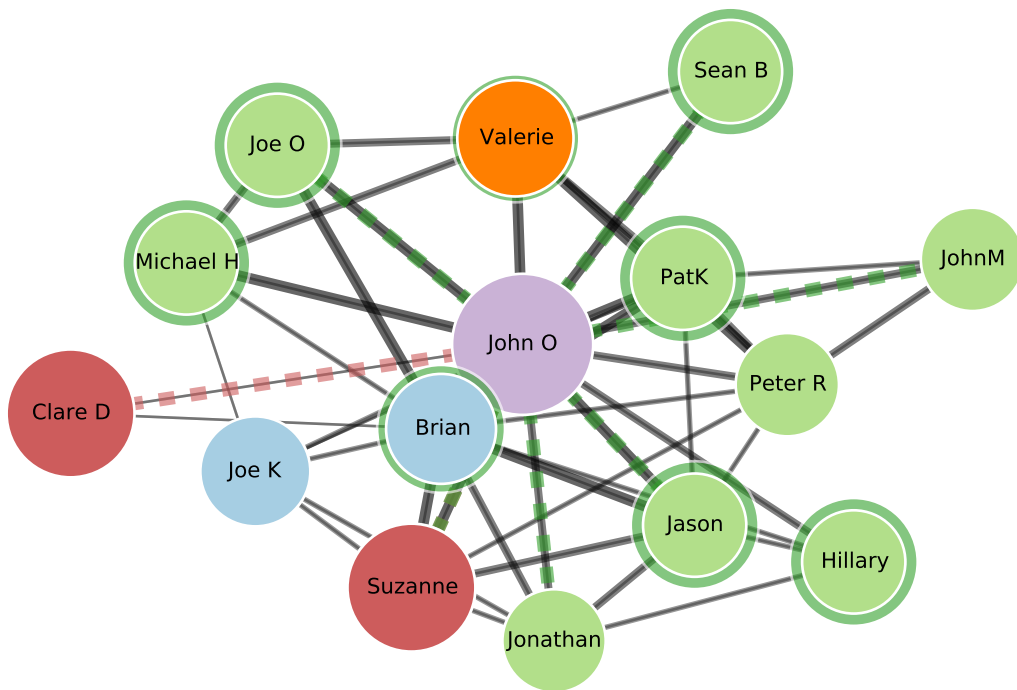 Sean B
Valerie
Joe O
Michael H
JohnM
PatK
John O
Peter R
Clare D
Brian
Joe K
Jason
Hillary
Suzanne
Jonathan